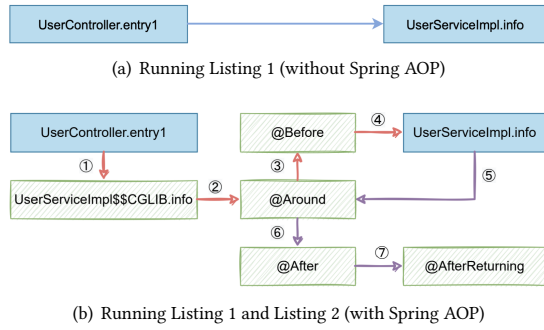 UserController.entry1
UserServiceImpl.info
(a) Running Listing 1 (without Spring AOP)
UserController.entry1
@Before
④
UserServiceImpl.info
①
③
⑤
UserServiceImpl$$CGLIB.info
②
@Around
⑥
@After
⑦
@AfterReturning
(b) Running Listing 1 and Listing 2 (with Spring AOP)